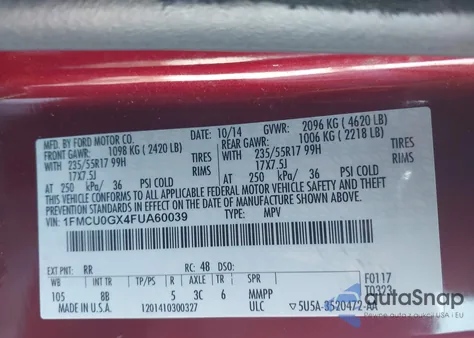 MFD. BY FORD MOTOR CO. 10/14 GVWR: 2096 KG ( 4620 LB)
FRONT GAWR: 1098 KG ( 2420 LB) REAR GAWR: 1006 KG ( 2218 LB)
WITH 235/55R17 99H TIRES WITH 235/55R17 99H TIRES
17X7.5J RIMS 17X7.5J RIMS
AT 250 kPa/ 36 PSI COLD AT 250 kPa/ 36 PSI COLD
THIS VEHICLE CONFORMS TO ALL APPLICABLE FEDERAL MOTOR VEHICLE SAFETY, BUMPER, AND THEFT
PREVENTION STANDARDS IN EFFECT ON THE DATE OF MANUFACTURE SHOWN ABOVE.
VIN: 1FMCU0GX4FUA60039 TYPE: MPV
F0117
T0323
EXT PNT: RR RC: 48 DSO:
WB INT TR TP/PS R AXLE TR SPR
105 8B 5 3C 6 MMPP
MADE IN U.S.A. 1201410300327 ULC 5U5A-3520472-AA
autoSnap